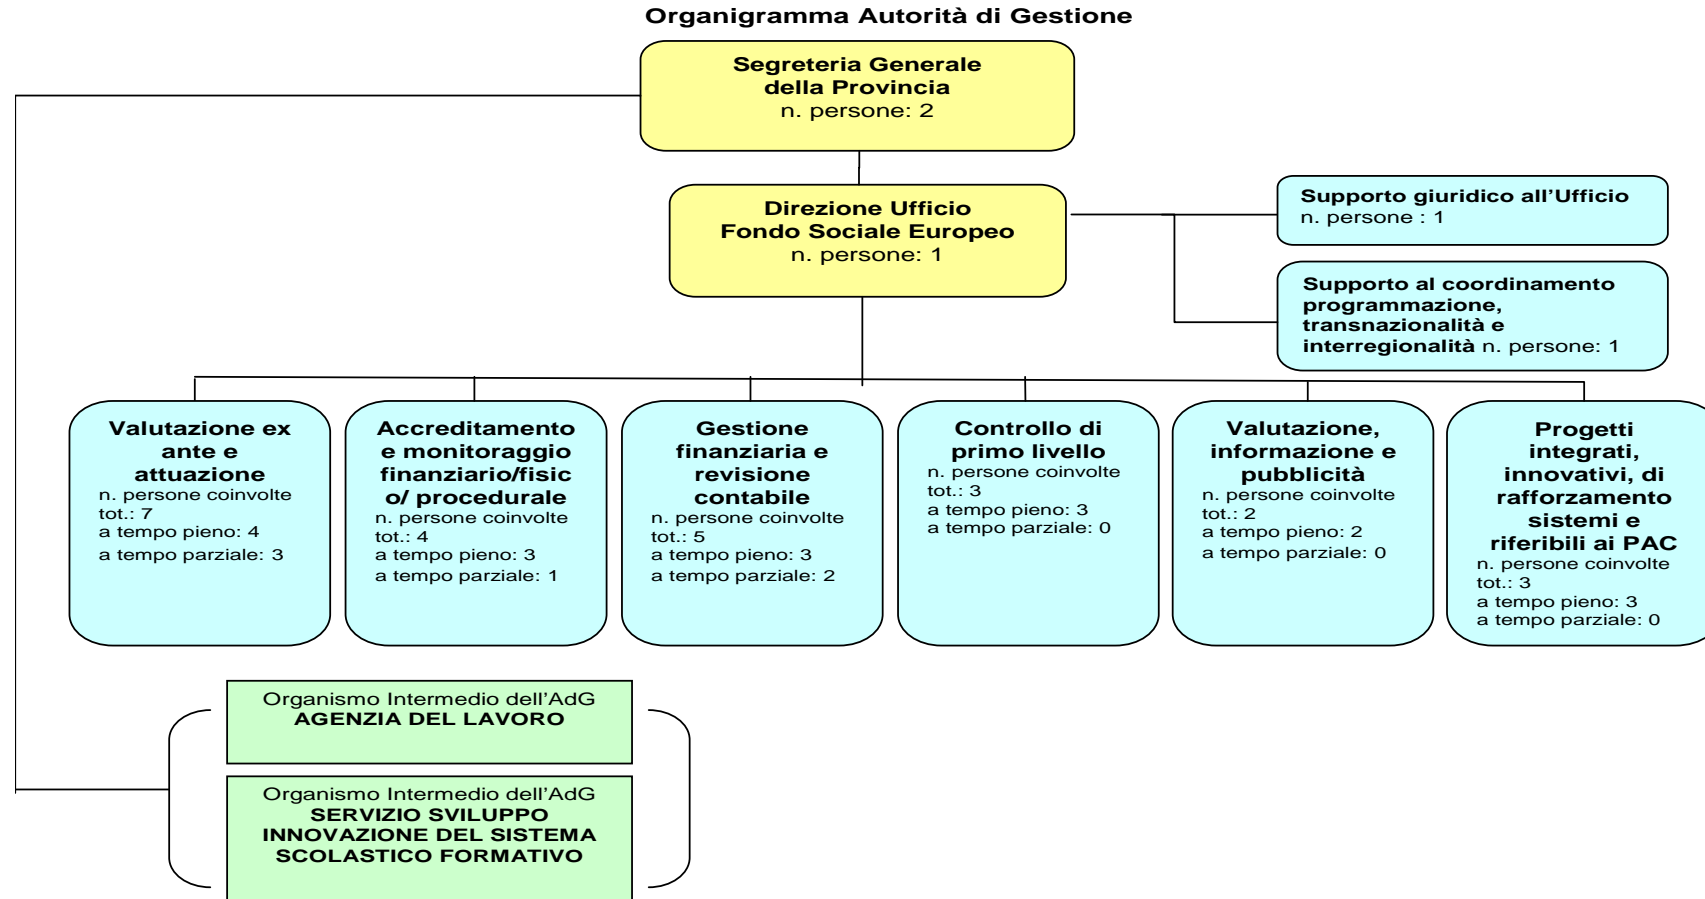 Organigramma Autorità di Gestione
Segreteria Generale
della Provincia
n. persone: 2
Direzione Ufficio
Fondo Sociale Europeo
n. persone: 1
Supporto giuridico all’Ufficio
n. persone : 1
Supporto al coordinamento
programmazione,
transnazionalità e
interregionalità n. persone: 1
Valutazione ex
ante e
attuazione
n. persone coinvolte
tot.: 7
a tempo pieno: 4
a tempo parziale: 3
Accreditamento
e monitoraggio
finanziario/fisic
o/ procedurale
n. persone coinvolte
tot.: 4
a tempo pieno: 3
a tempo parziale: 1
Gestione
finanziaria e
revisione
contabile
n. persone coinvolte
tot.: 5
a tempo pieno: 3
a tempo parziale: 2
Controllo di
primo livello
n. persone coinvolte
tot.: 3
a tempo pieno: 3
a tempo parziale: 0
Valutazione,
informazione e
pubblicità
n. persone coinvolte
tot.: 2
a tempo pieno: 2
a tempo parziale: 0
Progetti
integrati,
innovativi, di
rafforzamento
sistemi e
riferibili ai PAC
n. persone coinvolte
tot.: 3
a tempo pieno: 3
a tempo parziale: 0
Organismo Intermedio dell’AdG
AGENZIA DEL LAVORO
Organismo Intermedio dell’AdG
SERVIZIO SVILUPPO
INNOVAZIONE DEL SISTEMA
SCOLASTICO FORMATIVO